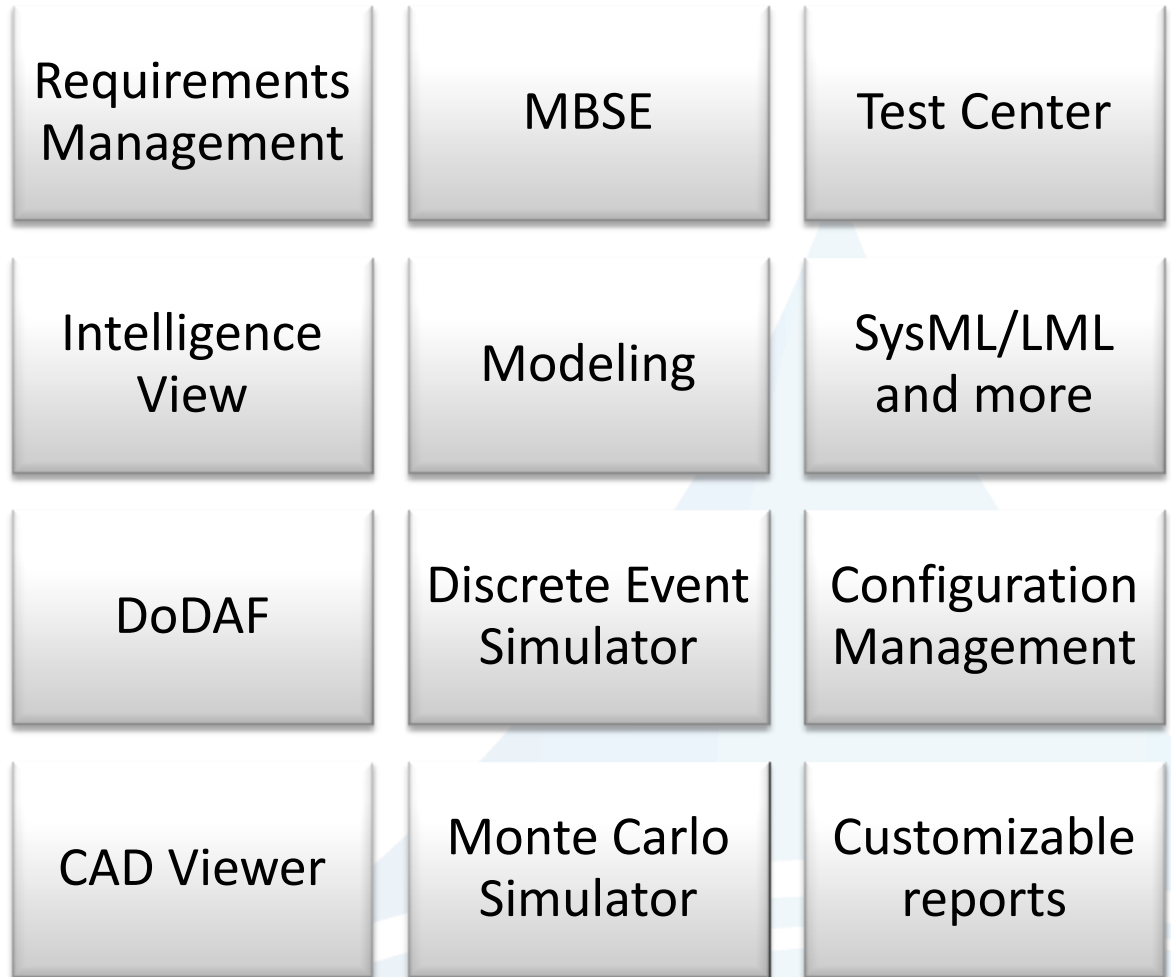 Requirements
Management
MBSE
Test Center
Intelligence
View
Modeling
SysML/LML
and more
DoDAF
Discrete Event
Simulator
Configuration
Management
CAD Viewer
Monte Carlo
Simulator
Customizable
reports